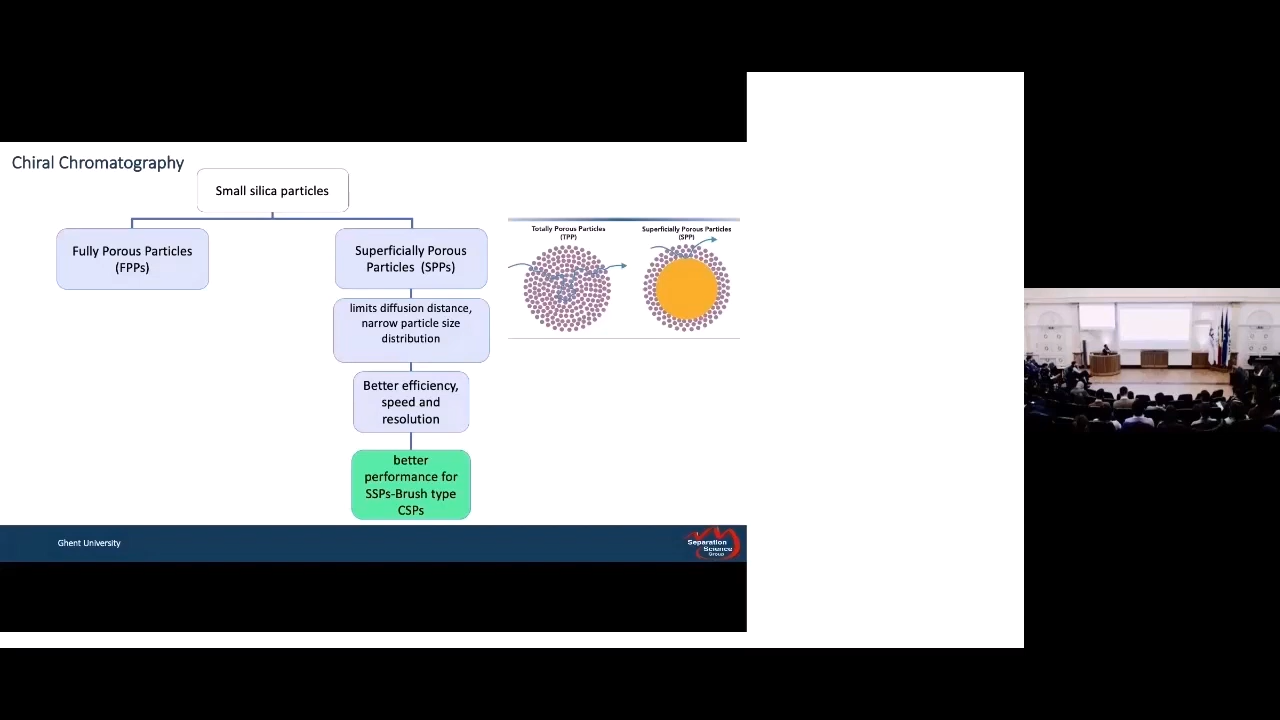 Chiral Chromatography
Small silica particles
Fully Porous Particles
(FPPs)
Superficially Porous
Particles (SPPs)
limits diffusion distance,
narrow particle size
distribution
Better efficiency,
speed and
resolution
better
performance for
SSPs-Brush type
CSPs
Totally Porous Particles
(TPP)
Superficially Porous Particles
(SPP)
Ghent University
Separation
Science
Group